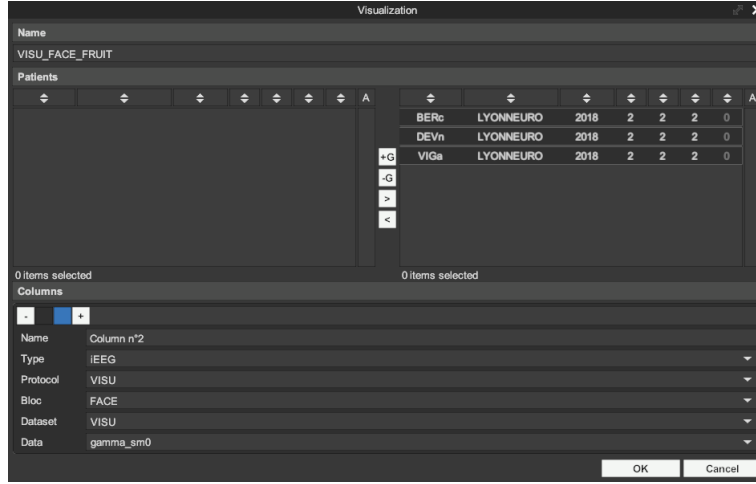 Visualization
Name
VISU_FACE_FRUIT
Patients
A A
BERc LYONNEURO 2018 2 2 2 0
DEVn LYONNEURO 2018 2 2 2 0
VIGa LYONNEURO 2018 2 2 2 0
+G
-G
>
<
0 items selected 0 items selected
Columns
- +
Name Column n°2
Type iEEG
Protocol VISU
Bloc FACE
Dataset VISU
Data gamma_sm0
OK Cancel